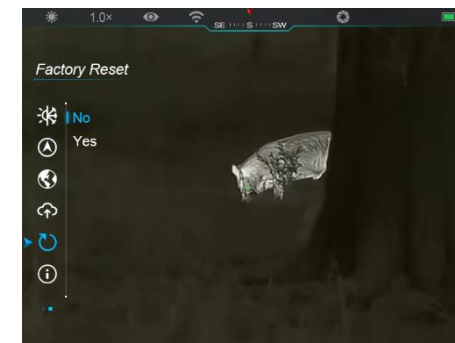 1.0×
SE S SW
Factory Reset
No
Yes